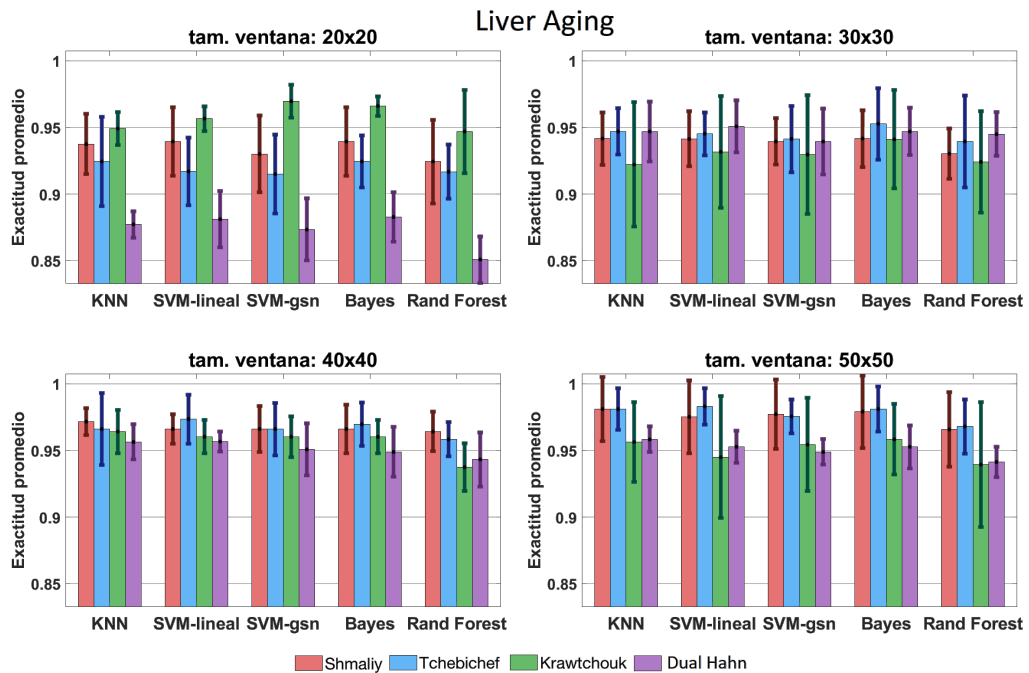 Liver Aging
tam. ventana: 20x20
1
0.95
0.9
0.85
Exactitud promedio
KNN SVM-lineal SVM-gsn Bayes Rand Forest
tam. ventana: 30x30
1
0.95
0.9
0.85
Exactitud promedio
KNN SVM-lineal SVM-gsn Bayes Rand Forest
tam. ventana: 40x40
1
0.95
0.9
0.85
Exactitud promedio
KNN SVM-lineal SVM-gsn Bayes Rand Forest
tam. ventana: 50x50
1
0.95
0.9
0.85
Exactitud promedio
KNN SVM-lineal SVM-gsn Bayes Rand Forest
Shmaliy Tchebichef Krawtchouk Dual Hahn